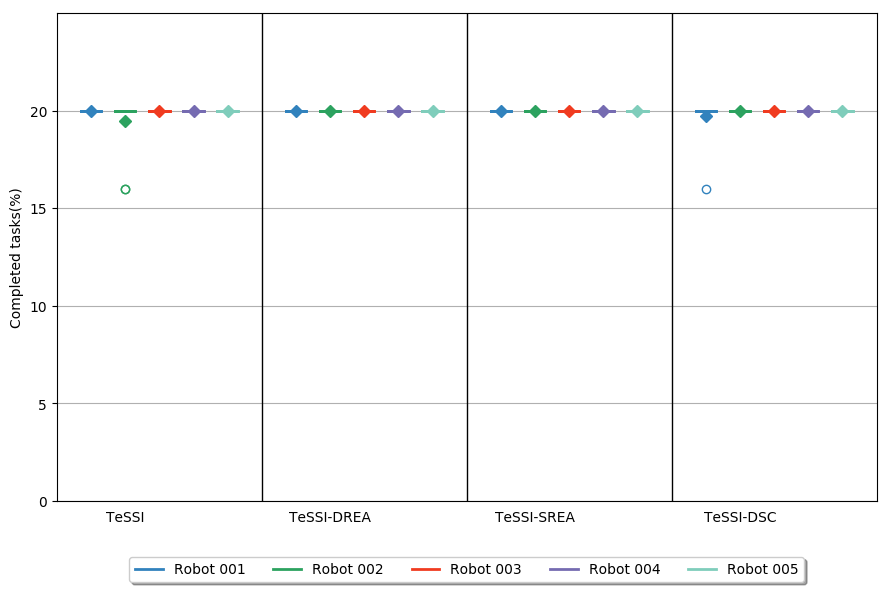 20
15
10
5
0
Completed tasks(%)
TeSSI TeSSI-DREA TeSSI-SREA TeSSI-DSC
Robot 001 Robot 002 Robot 003 Robot 004 Robot 005